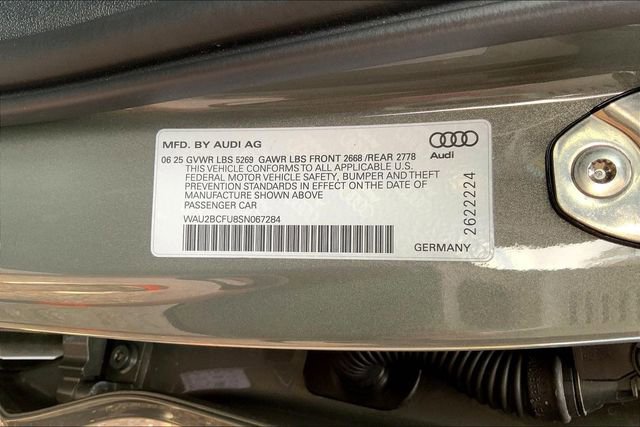 MFD. BY AUDI AG
06 25 GVWR LBS 5269 GAWR LBS FRONT 2668 /REAR 2778
THIS VEHICLE CONFORMS TO ALL APPLICABLE U.S.
FEDERAL MOTOR VEHICLE SAFETY, BUMPER AND THEFT
PREVENTION STANDARDS IN EFFECT ON THE DATE OF
MANUFACTURE SHOWN ABOVE
PASSENGER CAR
WAU2BCFU8SN067284
GERMANY
Audi
2622224